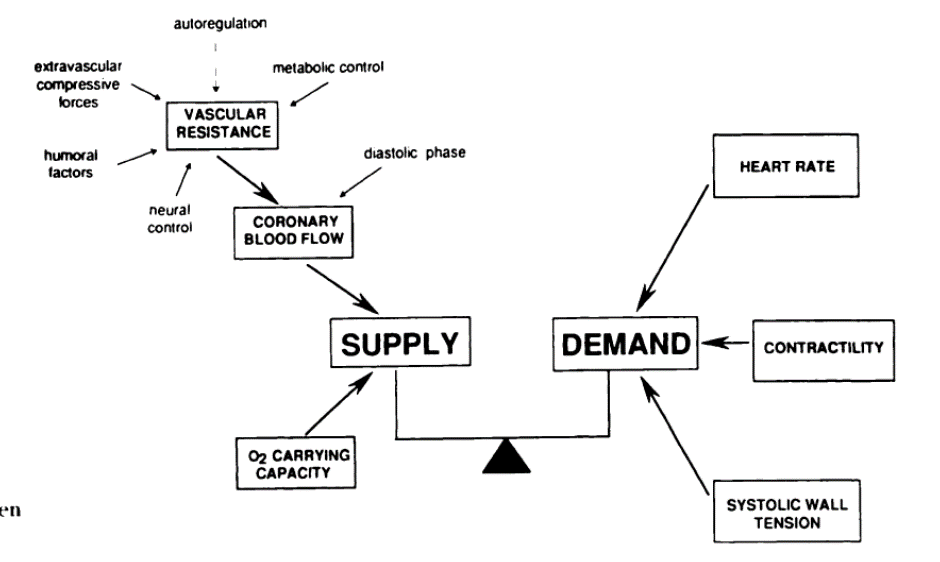 autoregulation
extravascular
compressive
forces
metabolic control
VASCULAR
RESISTANCE
humoral
factors
neural
control
diastolic phase
CORONARY
BLOOD FLOW
HEART RATE
SUPPLY
DEMAND
CONTRACTILITY
O2 CARRYING
CAPACITY
SYSTOLIC WALL
TENSION
en